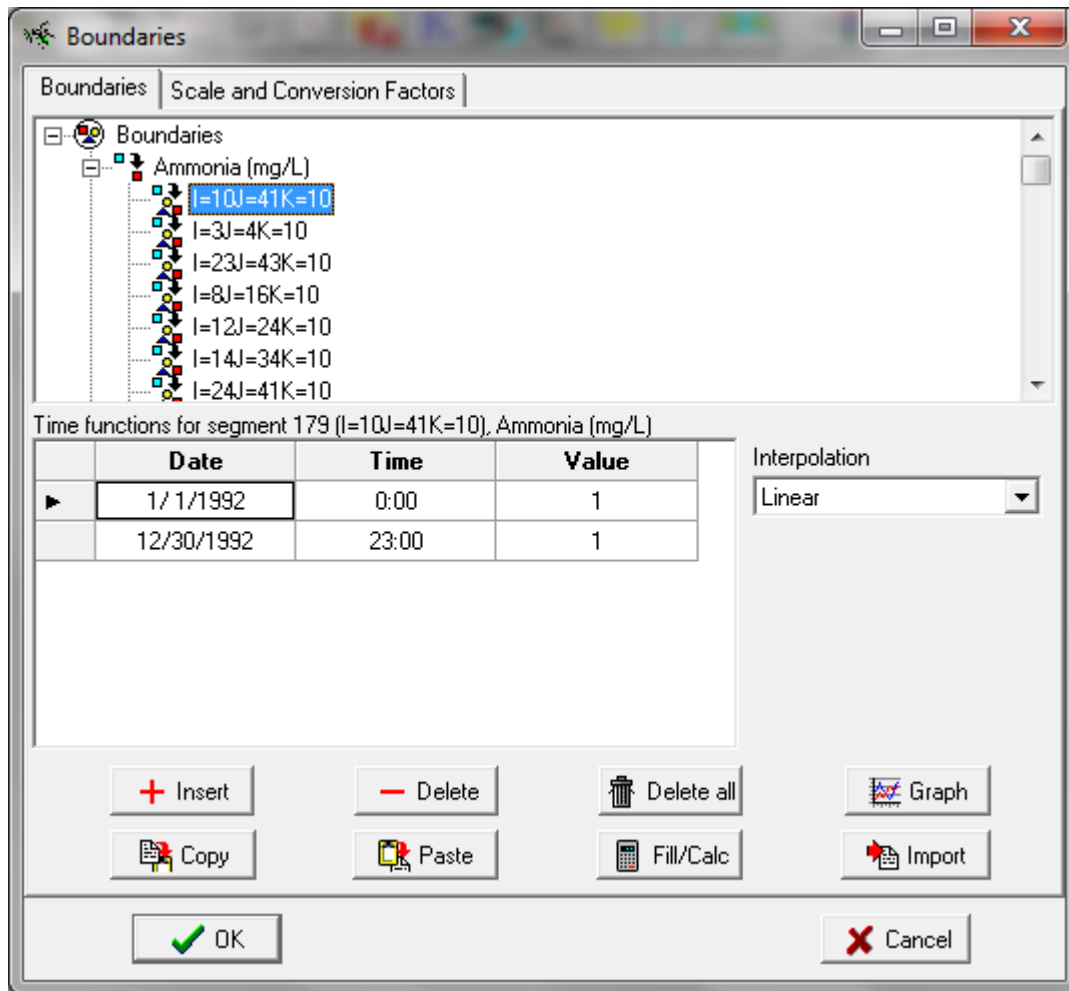 Boundaries
Boundaries Scale and Conversion Factors
Boundaries
Ammonia (mg/L)
I=10J=41K=10
I=3J=4K=10
I=23J=43K=10
I=8J=16K=10
I=12J=24K=10
I=14J=34K=10
I=24J=41K=10
Time functions for segment 179 (I=10J=41K=10), Ammonia (mg/L)
Date Time Value
1/ 1/1992 0:00 1
12/30/1992 23:00 1
Interpolation
Linear
Insert Delete Delete all Graph
Copy Paste Fill/Calc Import
OK Cancel